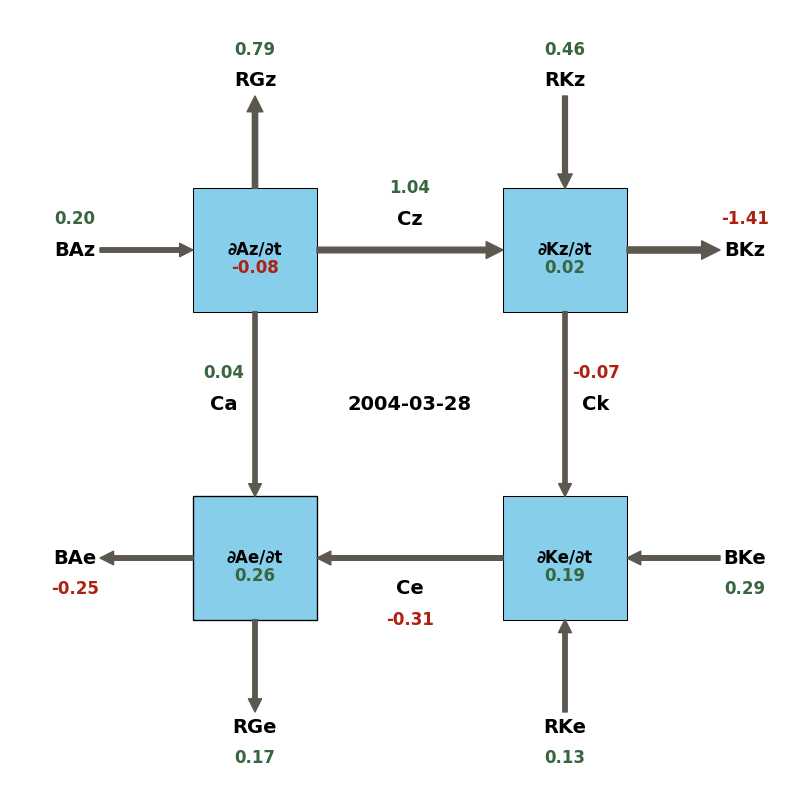 0.79
RGz
0.46
RKz
0.20
BAz
∂Az/∂t
-0.08
1.04
Cz
∂Kz/∂t
0.02
-1.41
BKz
0.04
Ca
2004-03-28
-0.07
Ck
BAe
-0.25
∂Ae/∂t
0.26
Ce
-0.31
∂Ke/∂t
0.19
BKe
0.29
RGe
0.17
RKe
0.13